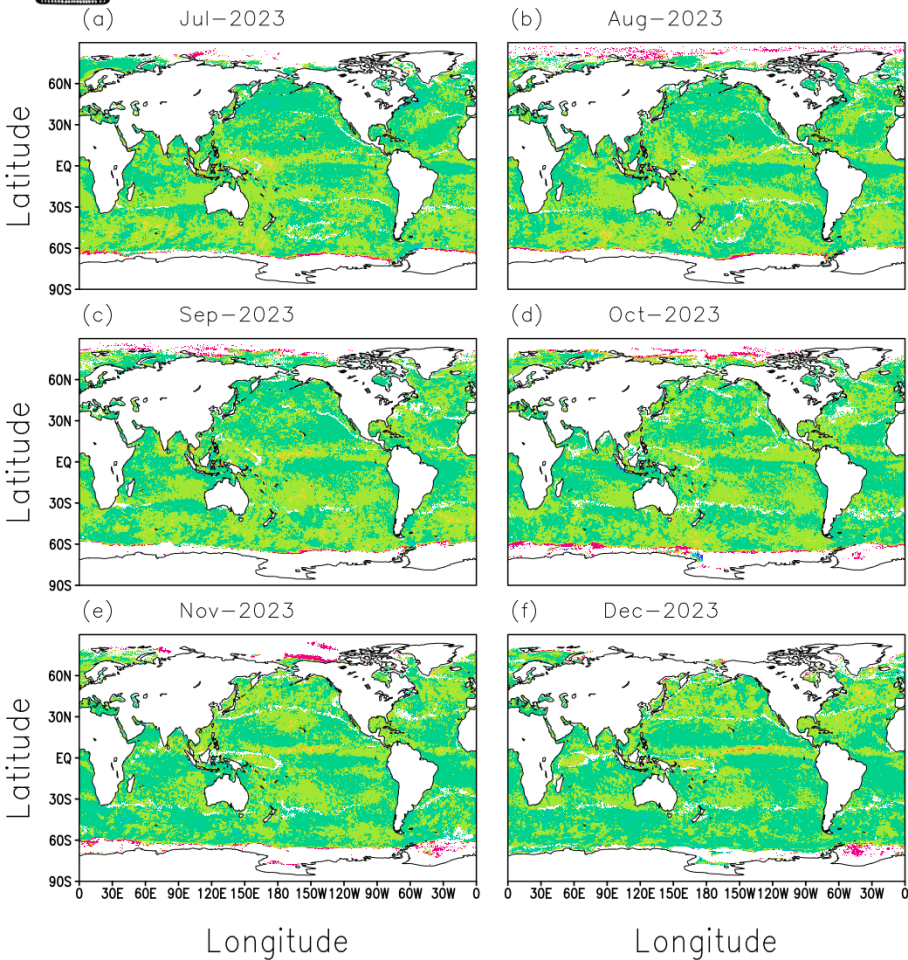 (a) Jul-2023
(b) Aug-2023
Latitude
60N
30N
EQ
30S
60S
90S
(c) Sep-2023
(d) Oct-2023
Latitude
60N
30N
EQ
30S
60S
90S
(e) Nov-2023
(f) Dec-2023
Latitude
60N
30N
EQ
30S
60S
90S
0 30E 60E 90E 120E 150E 180 150W 120W 90W 60W 30W 0
0 30E 60E 90E 120E 150E 180 150W 120W 90W 60W 30W 0
Longitude
Longitude